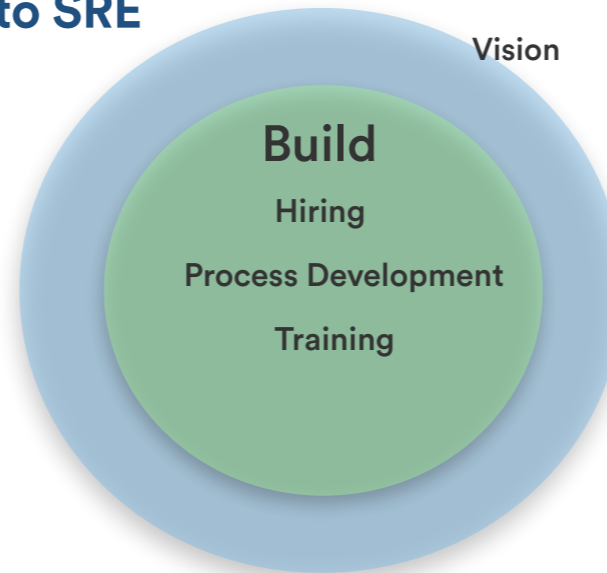 to SRE
Vision
Build
Hiring
Process Development
Training